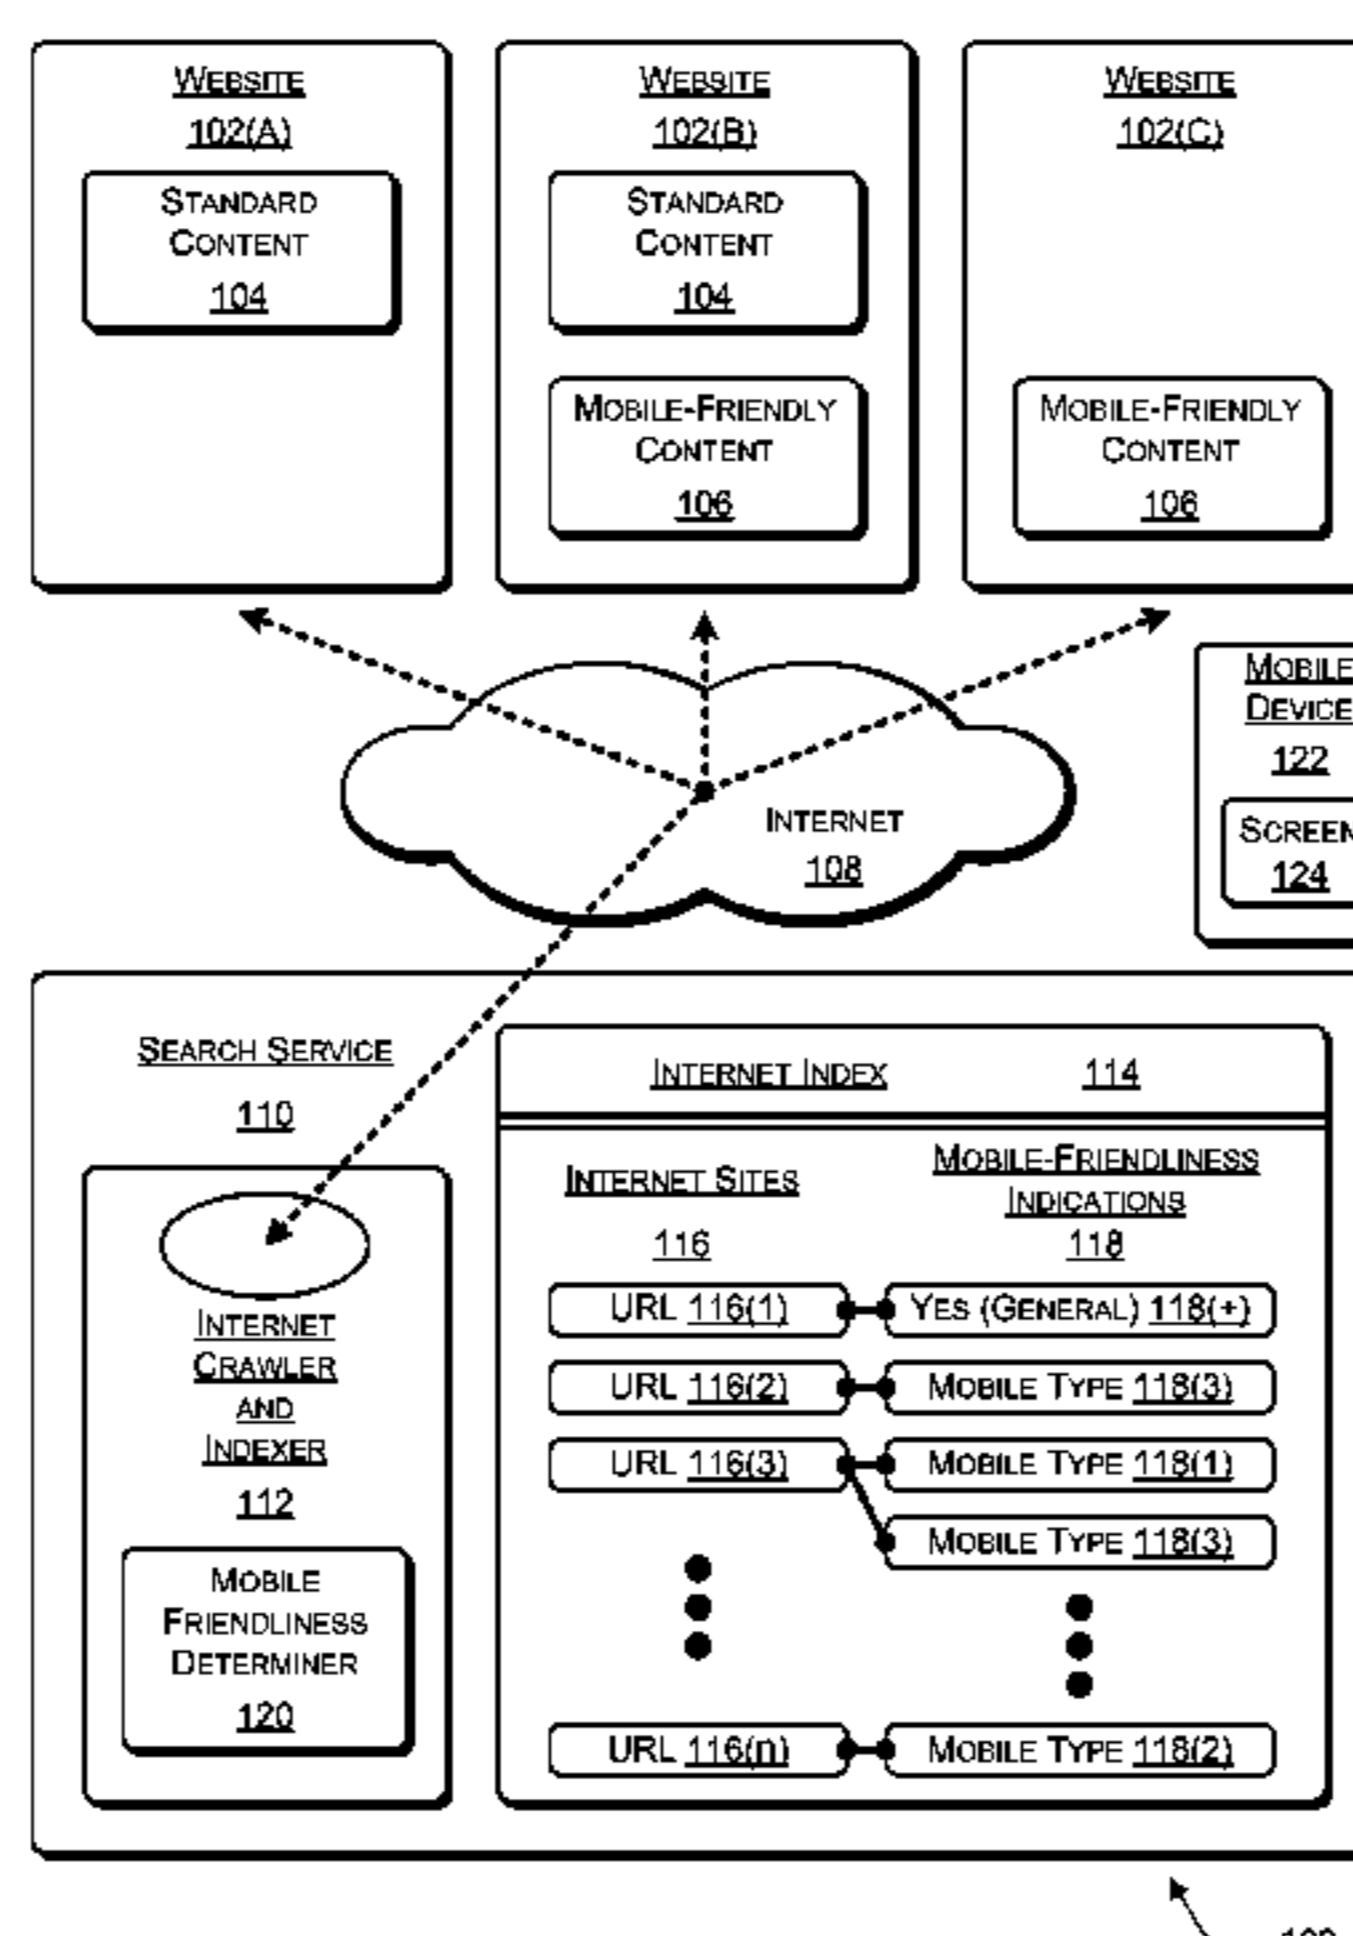 WEBSITE
102(A)
STANDARD
CONTENT
104
WEBSITE
102(B)
STANDARD
CONTENT
104
MOBILE-FRIENDLY
CONTENT
106
WEBSITE
102(C)
MOBILE-FRIENDLY
CONTENT
106
INTERNET
108
MOBILE
DEVICE
122
SCREEN
124
SEARCH SERVICE
110
INTERNET
CRAWLER
AND
INDEXER
112
MOBILE
FRIENDLINESS
DETERMINER
120
INTERNET INDEX 114
INTERNET SITES
116
MOBILE-FRIENDLINESS
INDICATIONS
118
URL 116(1) YES (GENERAL) 118(+)
URL 116(2) MOBILE TYPE 118(3)
URL 116(3) MOBILE TYPE 118(1)
MOBILE TYPE 118(3)
URL 116(n) MOBILE TYPE 118(2)